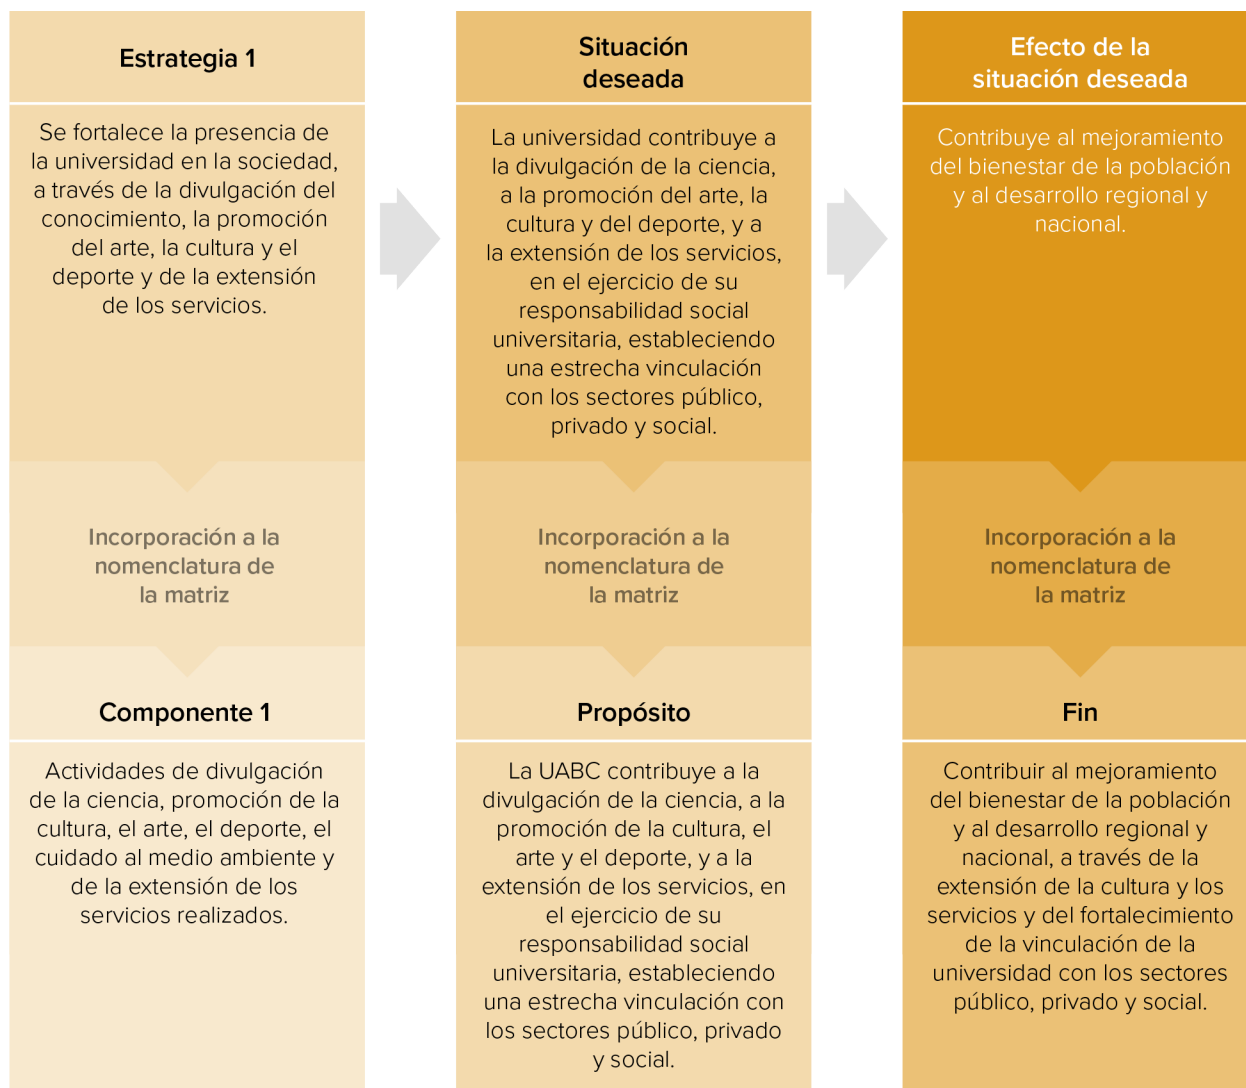 Estrategia 1
Se fortalece la presencia de
la universidad en la sociedad,
a través de la divulgación del
conocimiento, la promoción
del arte, la cultura y el
deporte y de la extensión
de los servicios.
Incorporación a la
nomenclatura de
la matriz
Componente 1
Actividades de divulgación
de la ciencia, promoción de la
cultura, el arte, el deporte, el
cuidado al medio ambiente y
de la extensión de los
servicios realizados.
Situación
deseada
La universidad contribuye a
la divulgación de la ciencia,
a la promoción del arte, la
cultura y del deporte, y a
la extensión de los servicios,
en el ejercicio de su
responsabilidad social
universitaria, estableciendo
una estrecha vinculación
con los sectores público,
privado y social.
Incorporación a la
nomenclatura de
la matriz
Propósito
La UABC contribuye a la
divulgación de la ciencia, a la
promoción de la cultura, el
arte y el deporte, y a la
extensión de los servicios, en
el ejercicio de su
responsabilidad social
universitaria, estableciendo
una estrecha vinculación con
los sectores público, privado
y social.
Efecto de la
situación deseada
Contribuye al mejoramiento
del bienestar de la población
y al desarrollo regional y
nacional.
Incorporación a la
nomenclatura de
la matriz
Fin
Contribuir al mejoramiento
del bienestar de la población
y al desarrollo regional y
nacional, a través de la
extensión de la cultura y los
servicios y del fortalecimiento
de la vinculación de la
universidad con los sectores
público, privado y social.